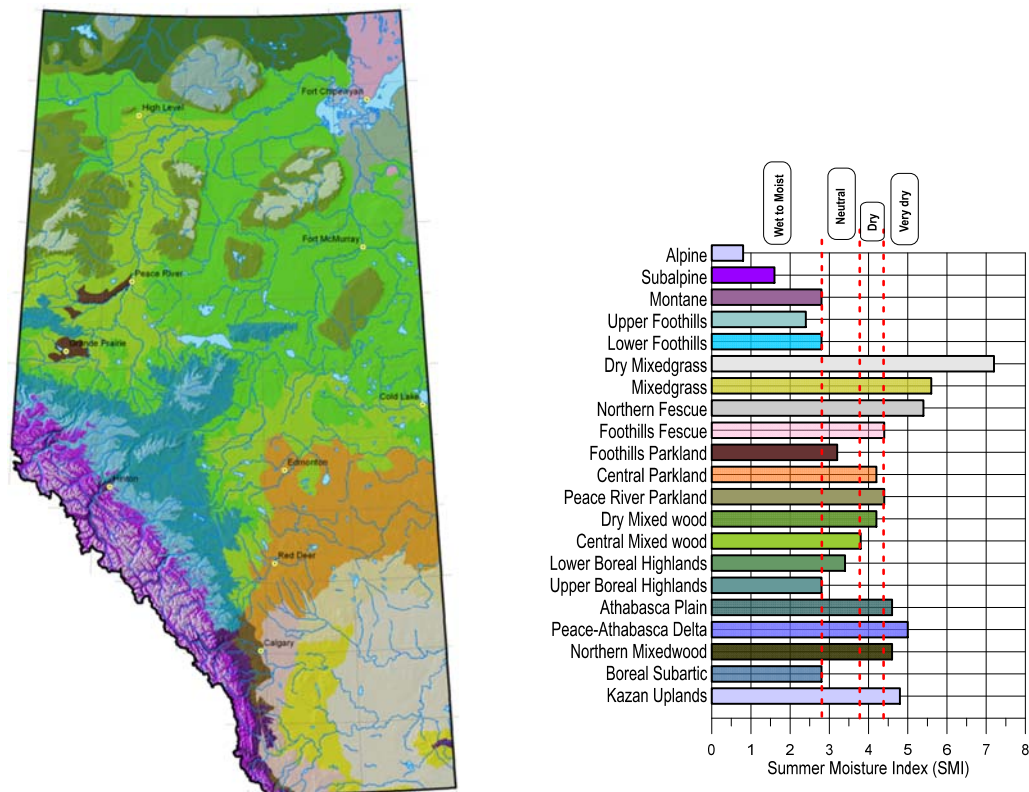 High Level
Fort Chipewyan
Fort McMurray
Peace River
Grande Prairie
Cold Lake
Edmonton
Hinton
Red Deer
Calgary
Wet to Moist
Neutral
Dry
Very dry
Alpine
Subalpine
Montane
Upper Foothills
Lower Foothills
Dry Mixedgrass
Mixedgrass
Northern Fescue
Foothills Fescue
Foothills Parkland
Central Parkland
Peace River Parkland
Dry Mixed wood
Central Mixed wood
Lower Boreal Highlands
Upper Boreal Highlands
Athabasca Plain
Peace-Athabasca Delta
Northern Mixedwood
Boreal Subartic
Kazan Uplands
0 1 2 3 4 5 6 7 8
Summer Moisture Index (SMI)